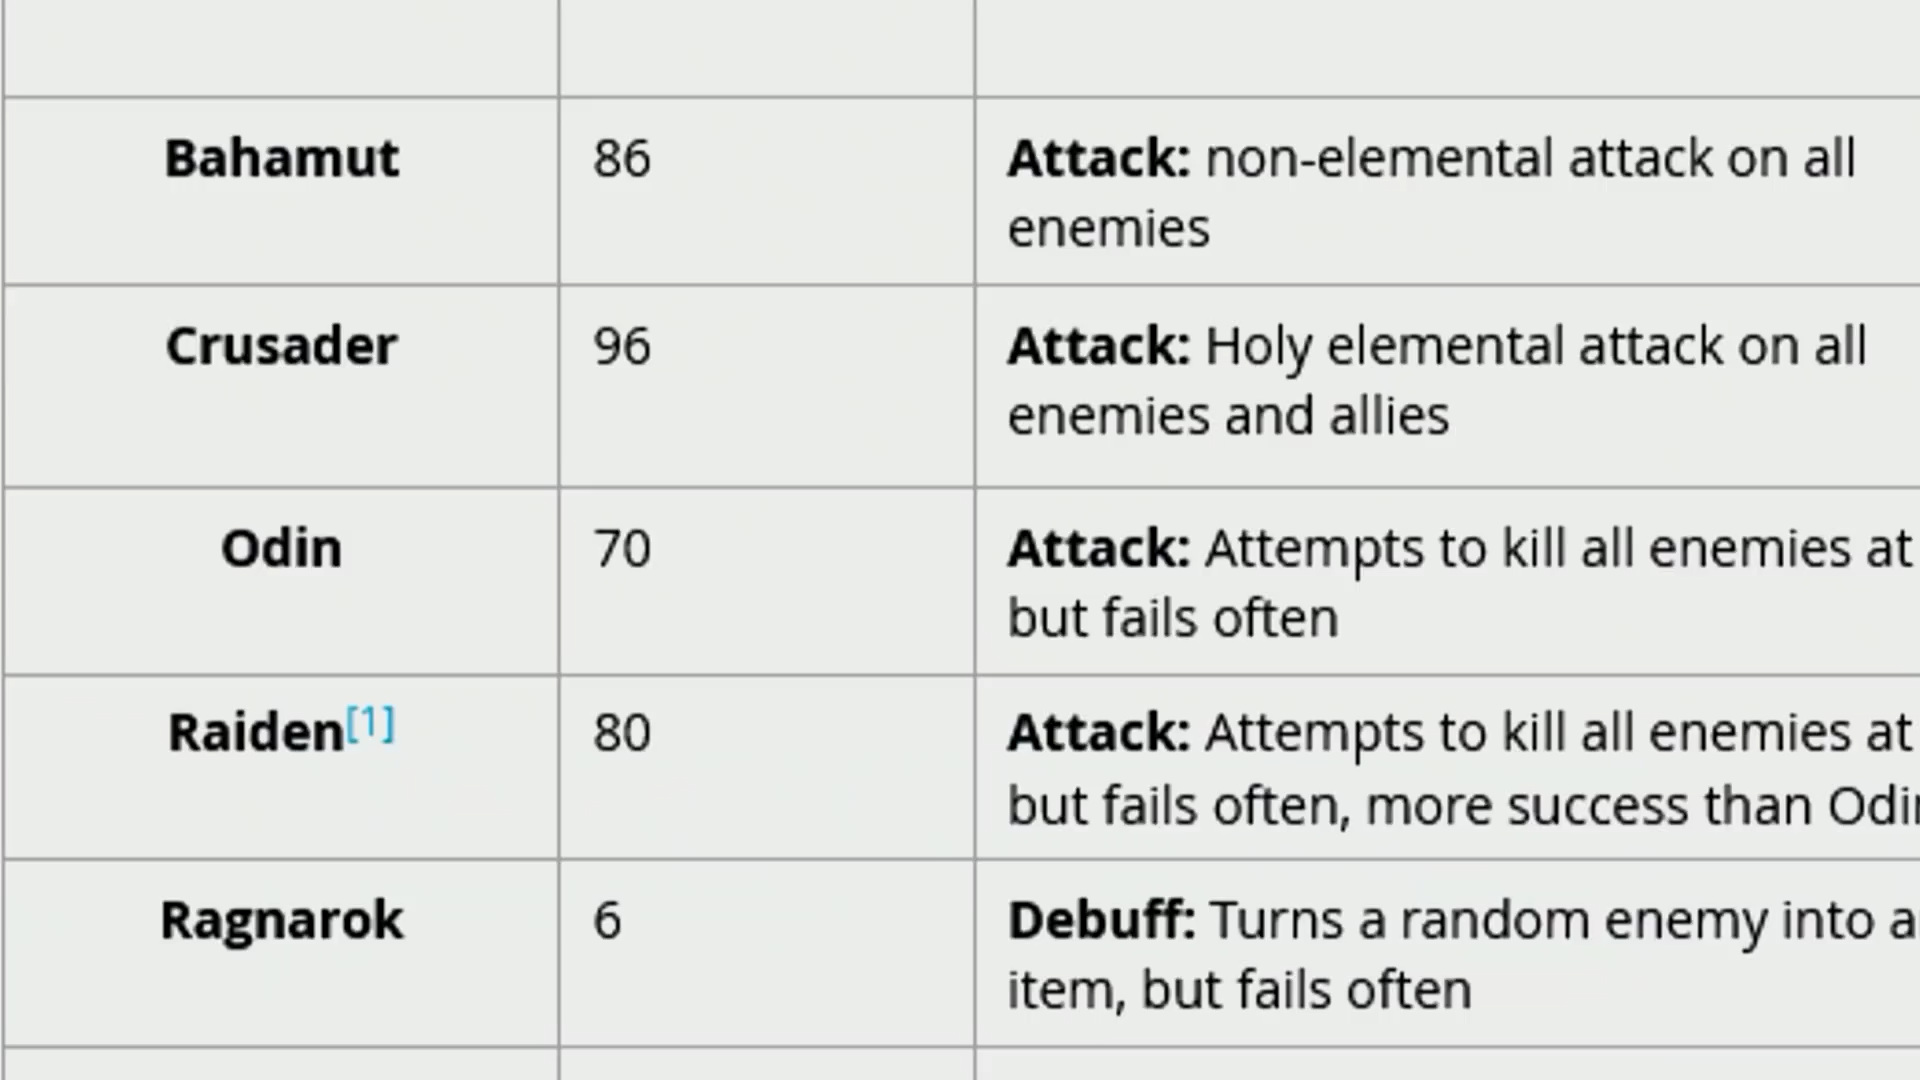 Bahamut 86 Attack: non-elemental attack on all
enemies
Crusader 96 Attack: Holy elemental attack on all
enemies and allies
Odin 70 Attack: Attempts to kill all enemies at
but fails often
Raiden[1] 80 Attack: Attempts to kill all enemies at
but fails often, more success than
Ragnarok 6 Debuff: Turns a random enemy into
item, but fails often